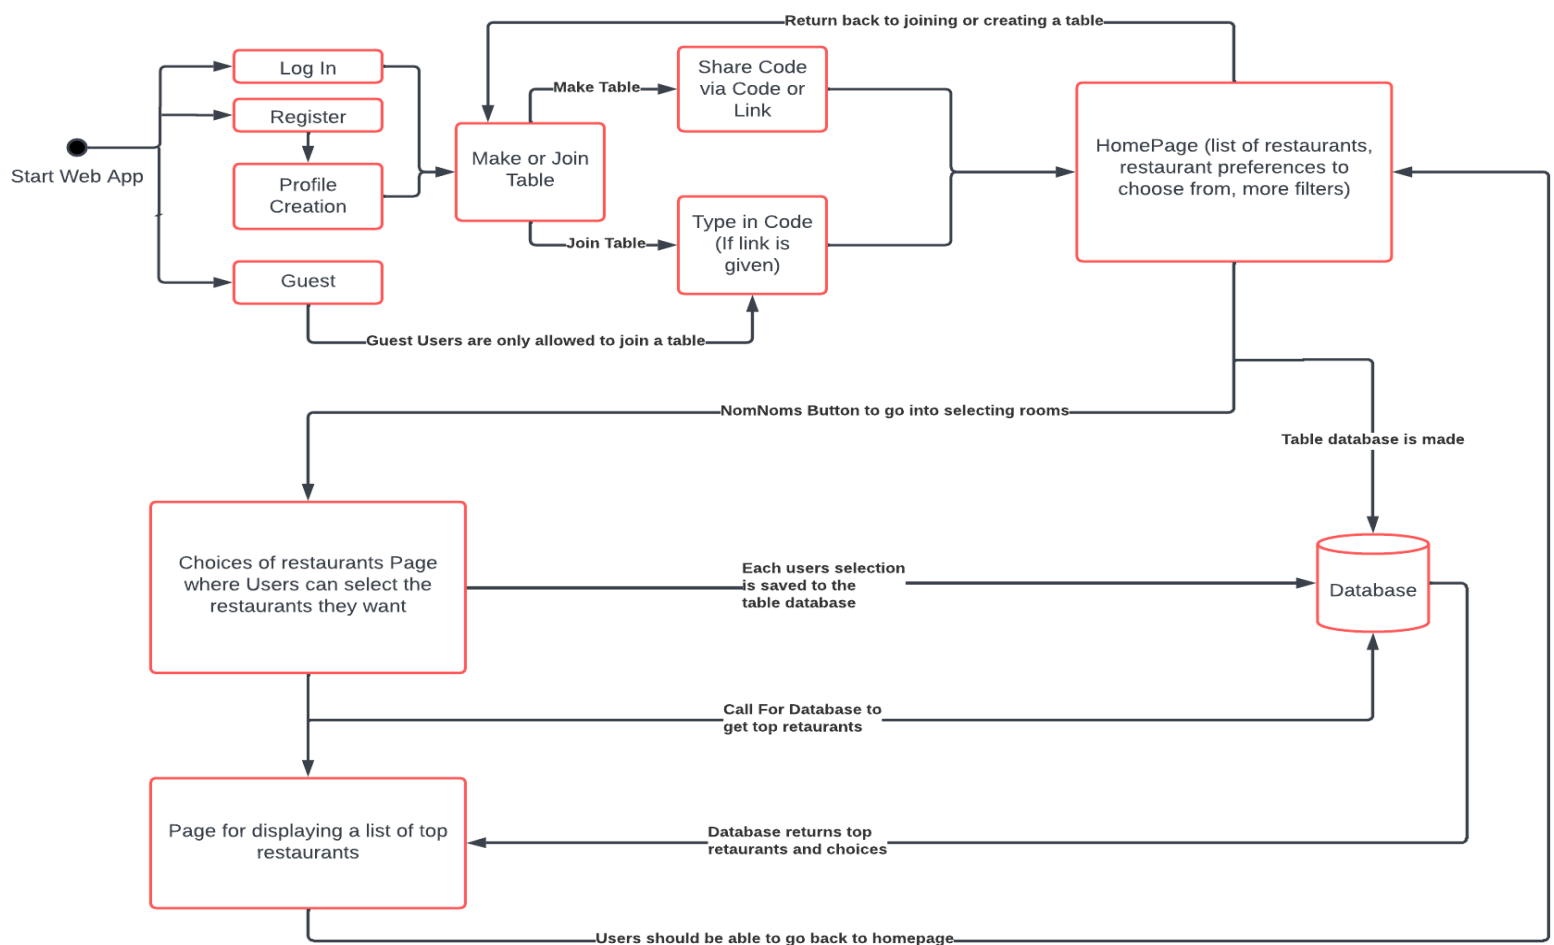 Return back to joining or creating a table
Log In
Register
Profile
Creation
Guest
Start Web App
Make or Join
Table
Make Table
Join Table
Share Code
via Code or
Link
Type in Code
(If link is
given)
HomePage (list of restaurants,
restaurant preferences to
choose from, more filters)
Guest Users are only allowed to join a table
NomNoms Button to go into selecting rooms
Table database is made
Choices of restaurants Page
where Users can select the
restaurants they want
Each users selection
is saved to the
table database
Database
Call For Database to
get top retaurants
Page for displaying a list of top
restaurants
Database returns top
retaurants and choices
Users should be able to go back to homepage